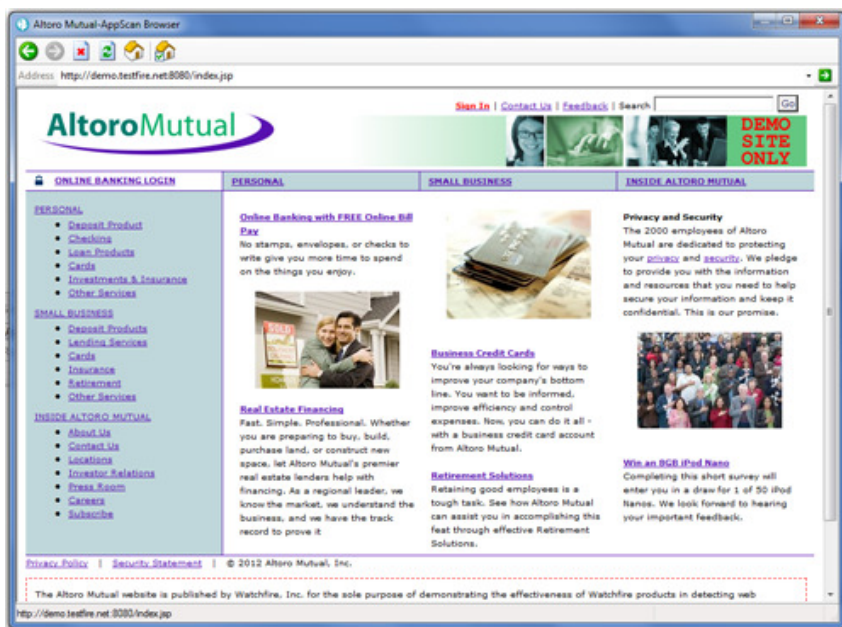 Altoro Mutual-AppScan Browser
Address http://demo.testfire.net:8080/index.jsp
Sign In | Contact Us | Feedback | Search Go
AltoroMutual
DEMO
SITE
ONLY
ONLINE BANKING LOGIN
PERSONAL
SMALL BUSINESS
INSIDE ALTORO MUTUAL
PERSONAL
Deposit Product
Checking
Loan Products
Cards
Investments & Insurance
Other Services
SMALL BUSINESS
Deposit Products
Lending Services
Cards
Insurance
Retirement
Other Services
INSIDE ALTORO MUTUAL
About Us
Contact Us
Locations
Investor Relations
Press Room
Careers
Subscribe
Online Banking with FREE Online Bill
Pay
No stamps, envelopes, or checks to
write give you more time to spend
on the things you enjoy.
SOLD
Real Estate Financing
Fast. Simple. Professional. Whether
you are preparing to buy, build,
purchase land, or construct new
space, let Altoro Mutual's premier
real estate lenders help with
financing. As a regional leader, we
know the market, we understand the
business, and we have the track
record to prove it
Business Credit Cards
You're always looking for ways to
improve your company's bottom
line. You want to be informed,
improve efficiency and control
expenses. Now, you can do it all -
with a business credit card account
from Altoro Mutual.
Retirement Solutions
Retaining good employees is a
tough task. See how Altoro Mutual
can assist you in accomplishing this
feat through effective Retirement
Solutions.
Privacy and Security
The 2000 employees of Altoro
Mutual are dedicated to protecting
your privacy and security. We pledge
to provide you with the information
and resources that you need to help
secure your information and keep it
confidential. This is our promise.
Win an 8GB iPod Nano
Completing this short survey will
enter you in a draw for 1 of 50 iPod
Nanos. We look forward to hearing
your important feedback.
Privacy Policy | Security Statement | © 2012 Altoro Mutual, Inc.
The Altoro Mutual website is published by Watchfire, Inc. for the sole purpose of demonstrating the effectiveness of Watchfire products in detecting web
http://demo.testfire.net:8080/index.jsp